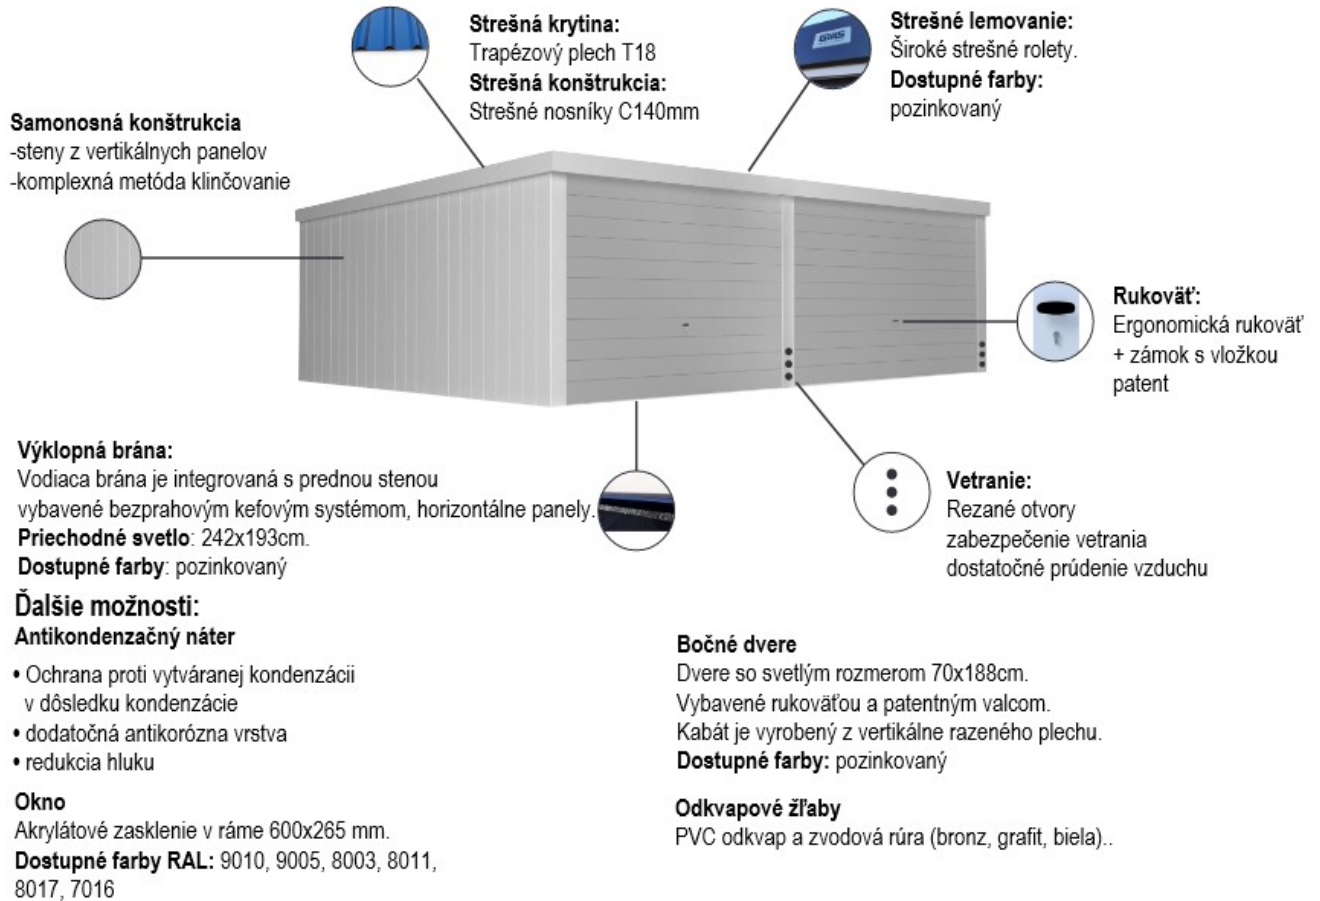 Strešná krytina:
Trapézový plech T18
Strešná konštrukcia:
Strešné nosníky C140mm
GMS
Strešné lemovanie:
Široké strešné rolety.
Dostupné farby:
pozinkovaný
Samonosná konštrukcia
-steny z vertikálnych panelov
-komplexná metóda klinčovanie
Rukoväť:
Ergonomická rukoväť
+ zámok s vložkou
patent
Výklopná brána:
Vodiaca brána je integrovaná s prednou stenou
vybavené bezprahovým kefovým systémom, horizontálne panely.
Priechodné svetlo: 242x193cm.
Dostupné farby: pozinkovaný
Vetranie:
Rezané otvory
zabezpečenie vetrania
dostatočné prúdenie vzduchu
Ďalšie možnosti:
Antikondenzačný náter
• Ochrana proti vytváranej kondenzácii
v dôsledku kondenzácie
• dodatočná antikorózna vrstva
• redukcia hluku
Okno
Akrylátové zasklenie v ráme 600x265 mm.
Dostupné farby RAL: 9010, 9005, 8003, 8011,
8017, 7016
Bočné dvere
Dvere so svetlým rozmerom 70x188cm.
Vybavené rukoväťou a patentným valcom.
Kabát je vyrobený z vertikálne razeného plechu.
Dostupné farby: pozinkovaný
Odkvapové žľaby
PVC odkvap a zvodová rúra (bronz, grafit, biela)..